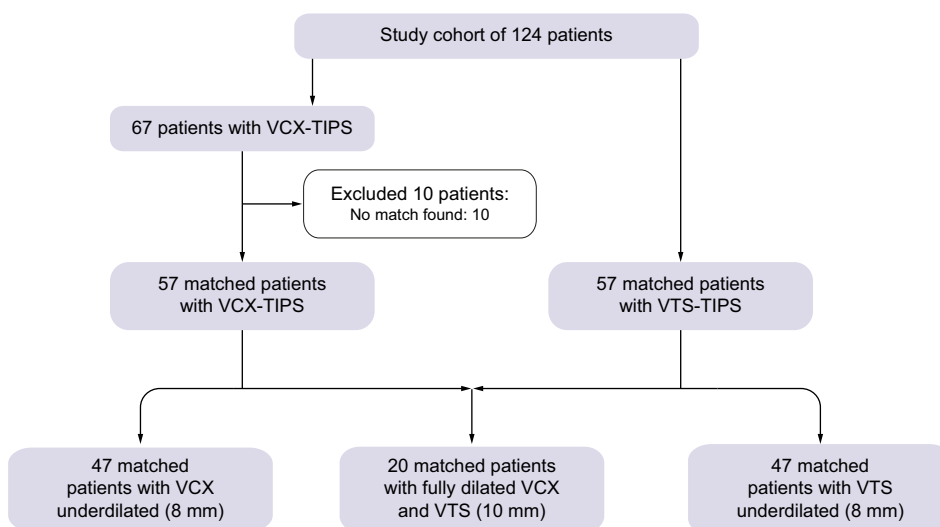 Study cohort of 124 patients
67 patients with VCX-TIPS
Excluded 10 patients:
No match found: 10
57 matched patients
with VCX-TIPS
57 matched patients
with VTS-TIPS
47 matched
patients with VCX
underdilated (8 mm)
20 matched patients
with fully dilated VCX
and VTS (10 mm)
47 matched
patients with VTS
underdilated (8 mm)